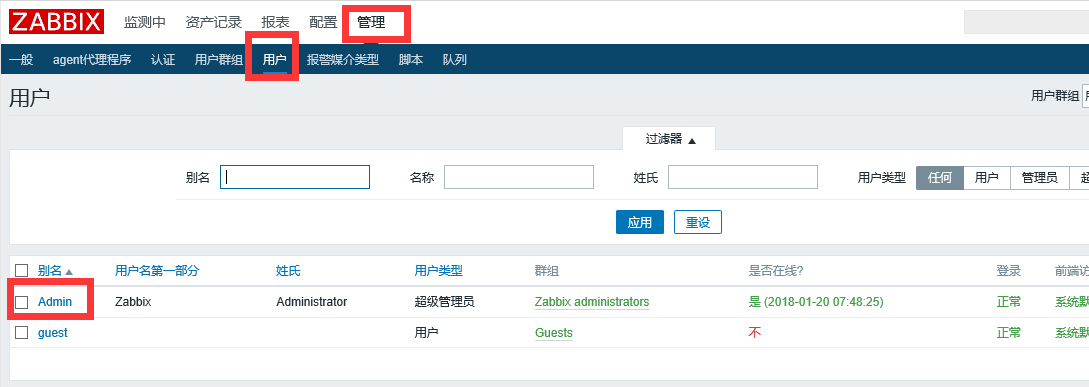 ZABBIX 监测中 资产记录 报表 配置 管理
一般 agent代理程序 认证 用户群组 用户 报警媒介类型 脚本 队列
用户 用户群组
过滤器 ▲
别名 名称 姓氏 用户类型 任何 用户 管理员
应用 重设
别名 ▲ 用户名第一部分 姓氏 用户类型 群组 是否在线? 登录 前端访
Admin Zabbix Administrator 超级管理员 Zabbix administrators 是 (2018-01-20 07:48:25) 正常 系统默
guest 用户 Guests 不 正常 系统默